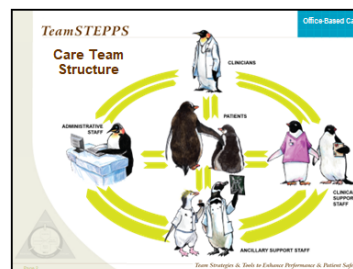 TeamSTEPPS
Office-Based Ca
Care Team
Structure
CLINICIANS
ADMINISTRATIVE
STAFF
PATIENTS
CLINICA
SUPPOR
STAFF
ANCILLARY SUPPORT STAFF
Team Strategies & Tools to Enhance Performance & Patient Safe